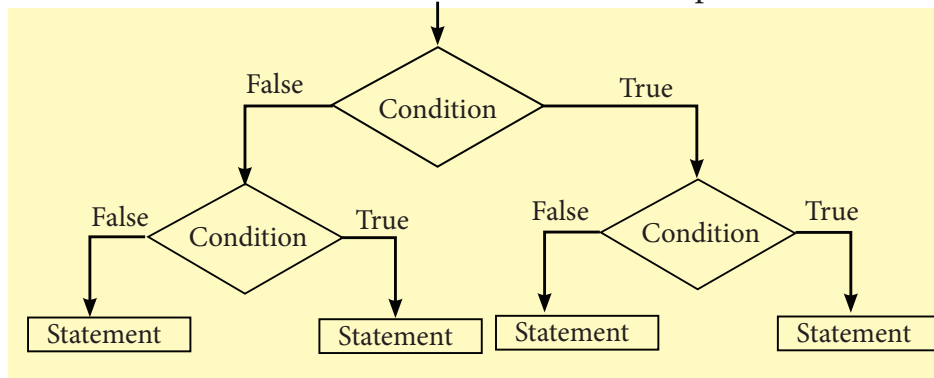 False
True
Condition
False
True
False
True
Condition
Condition
Statement
Statement
Statement
Statement